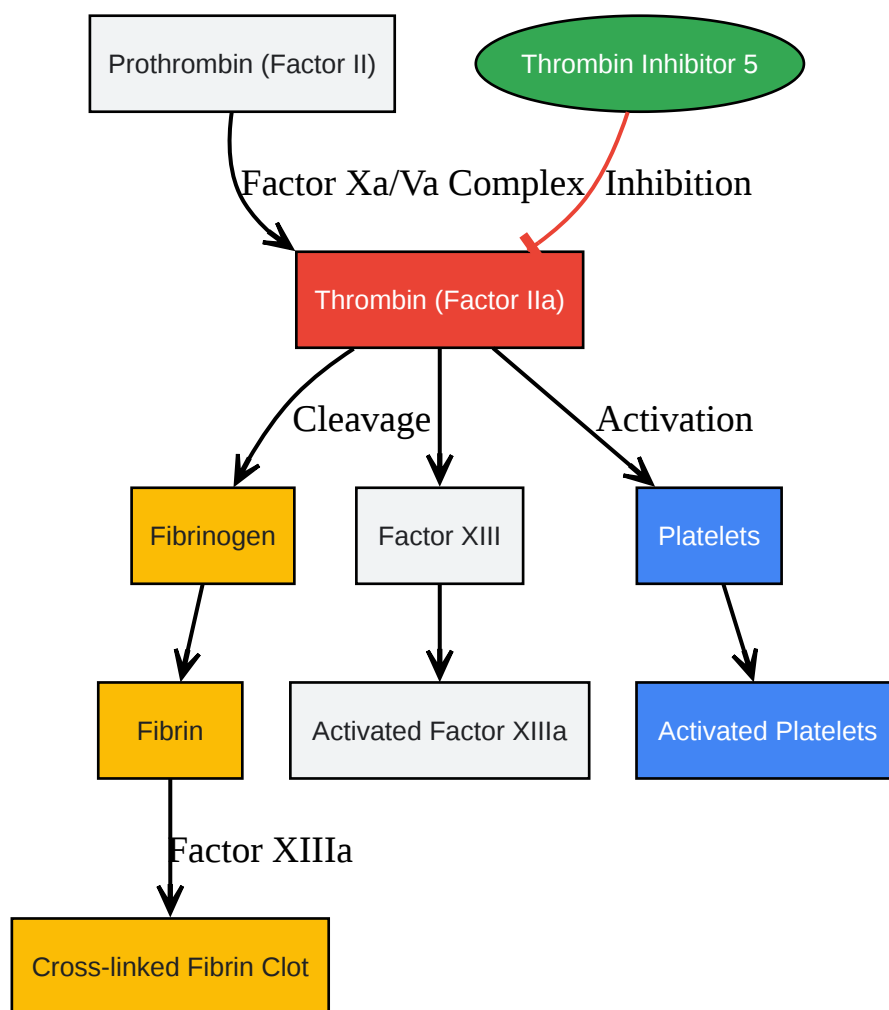 Prothrombin (Factor II)
Thrombin Inhibitor 5
Factor Xa/Va Complex
Inhibition
Thrombin (Factor IIa)
Cleavage
Activation
Fibrinogen
Factor XIII
Platelets
Fibrin
Activated Factor XIIIa
Activated Platelets
Factor XIIIa
Cross-linked Fibrin Clot